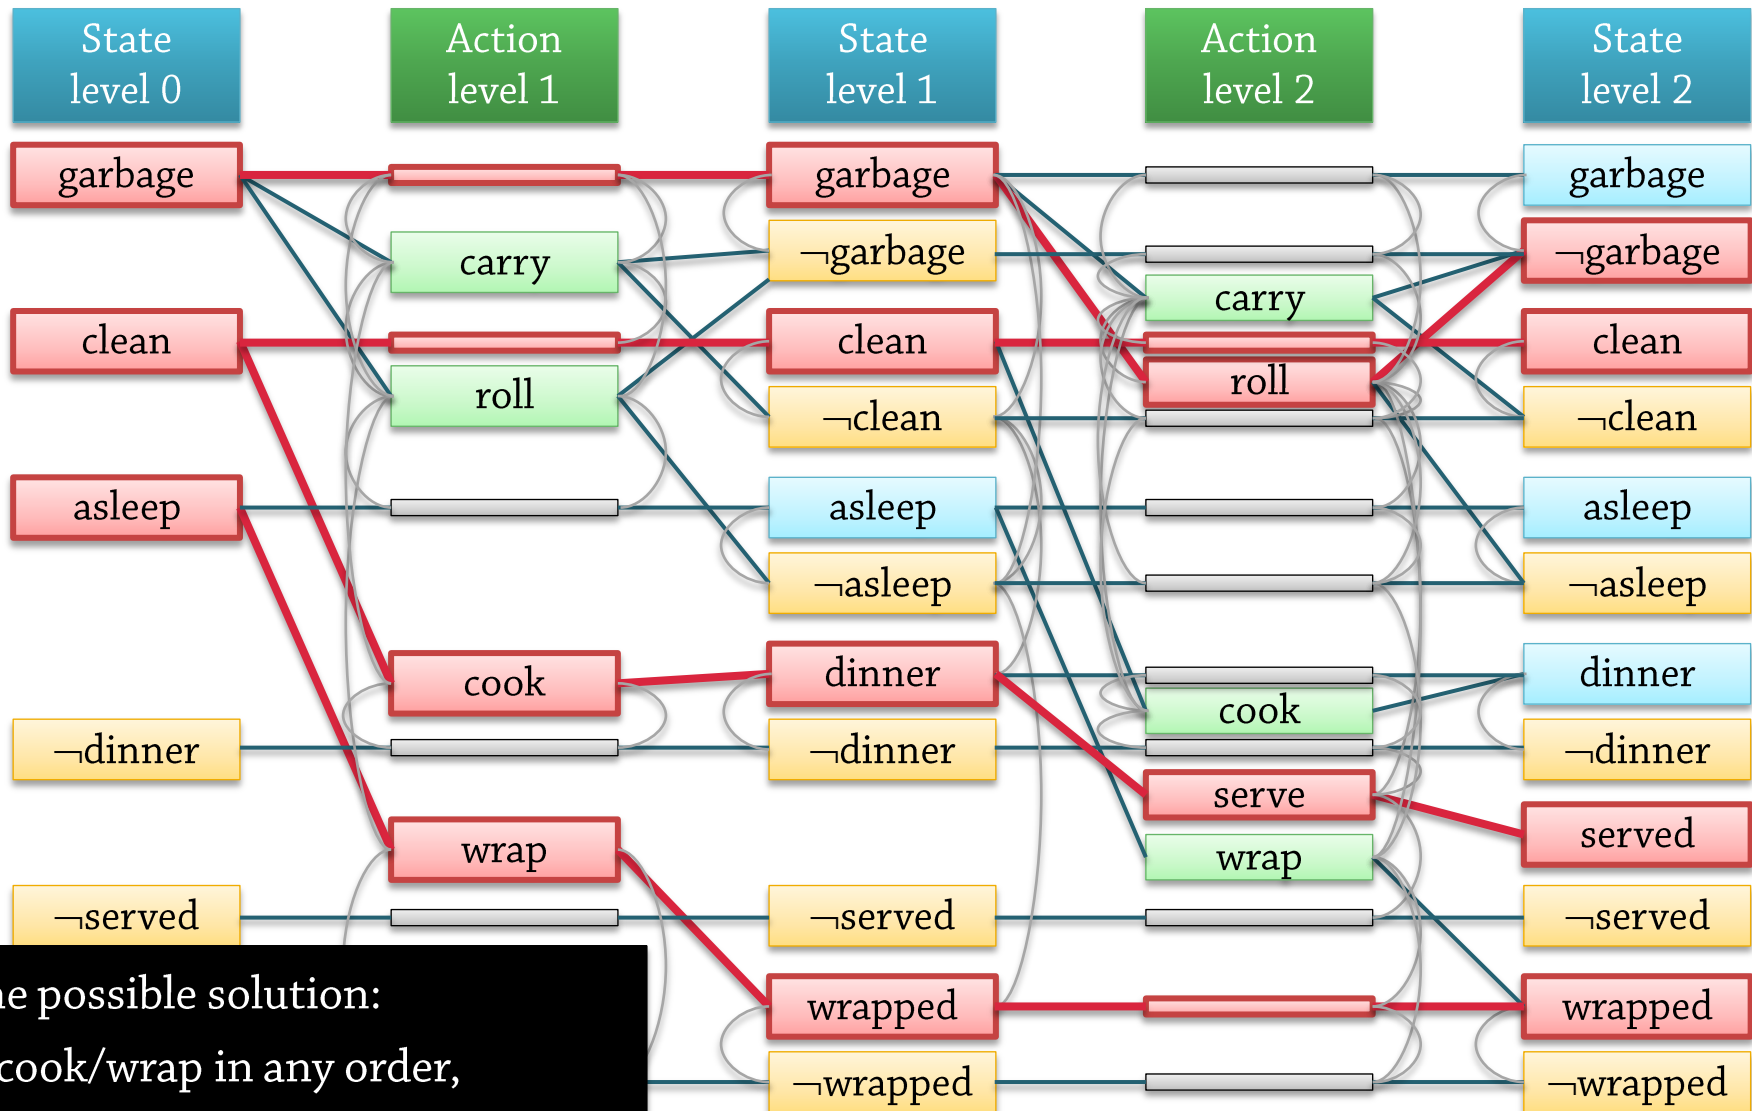 State
level 0
Action
level 1
State
level 1
Action
level 2
State
level 2
garbage
garbage
garbage
carry
¬garbage
¬garbage
carry
clean
clean
clean
roll
roll
¬clean
¬clean
asleep
asleep
asleep
¬asleep
¬asleep
cook
dinner
dinner
cook
¬dinner
¬dinner
¬dinner
serve
served
wrap
wrap
¬served
¬served
¬served
possible solution:
wrapped
wrapped
cook/wrap in any order,
¬wrapped
¬wrapped